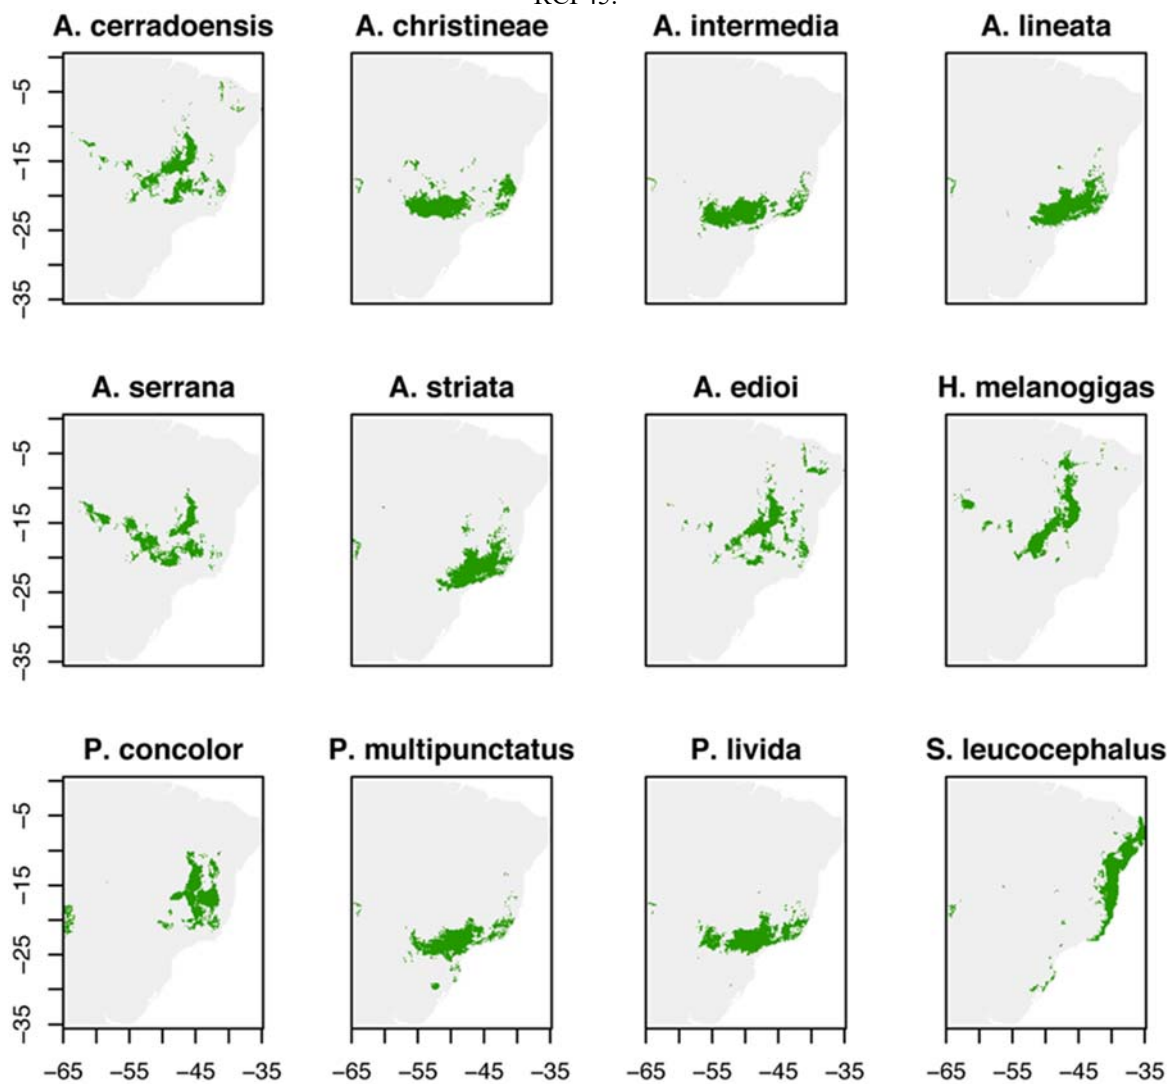 RCP45.
A. cerradoensis A. christineae A. intermedia A. lineata
−5
−15
−25
−35
A. serrana A. striata A. edioi H. melanogigas
−5
−15
−25
−35
P. concolor P. multipunctatus P. livida S. leucocephalus
−5
−15
−25
−35
−65 −55 −45 −35 −65 −55 −45 −35 −65 −55 −45 −35 −65 −55 −45 −35